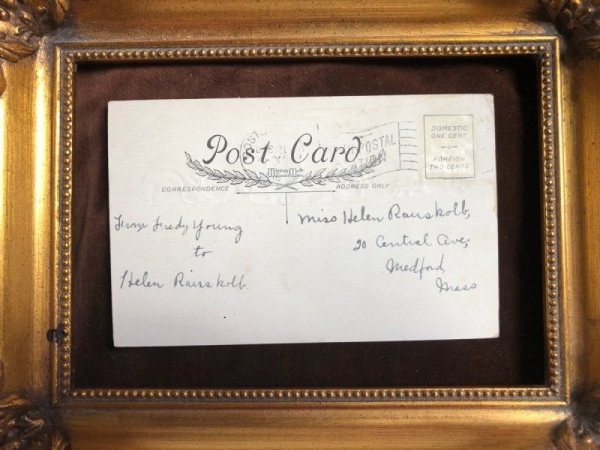 POSTAL
DOMESTIC
ONE CENT
FOREIGN
TWO CENTS
Post Card
CORRESPONDENCE
ADDRESS ONLY
From Fredy Young
to
Helen Rauskolb
Miss Helen Rauskolb,
20 Central Ave,
Medford,
Mass